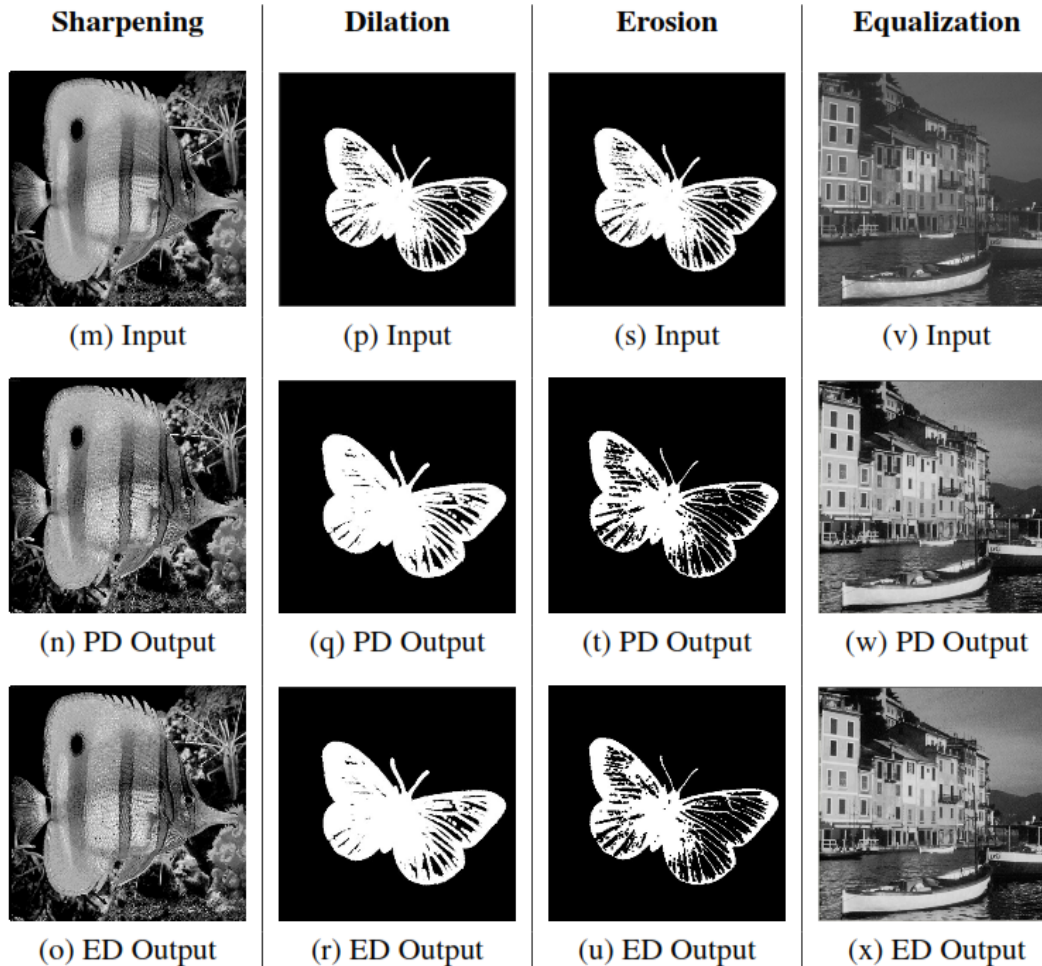 Sharpening Dilation Erosion Equalization
(m) Input (p) Input (s) Input (v) Input
(n) PD Output (q) PD Output (t) PD Output (w) PD Output
(o) ED Output (r) ED Output (u) ED Output (x) ED Output